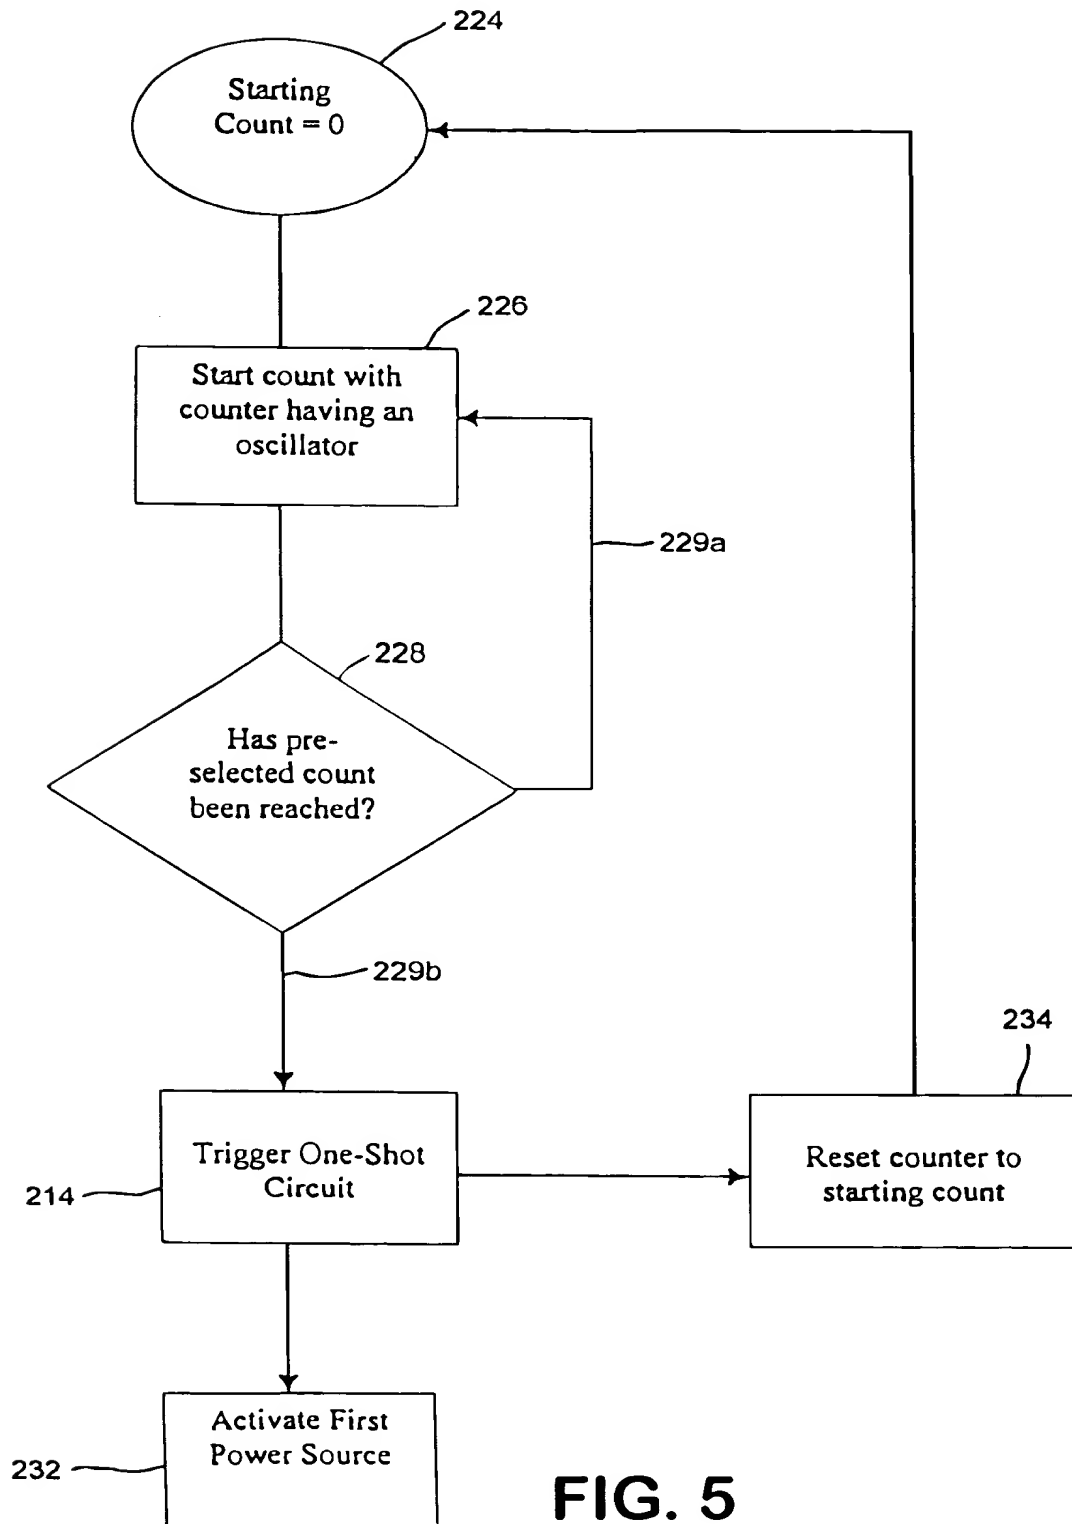 224
Starting
Count = 0
226
Start count with
counter having an
oscillator
229a
228
Has pre-
selected count
been reached?
229b
234
Trigger One-Shot
Circuit
214
Reset counter to
starting count
Activate First
Power Source
232
FIG. 5